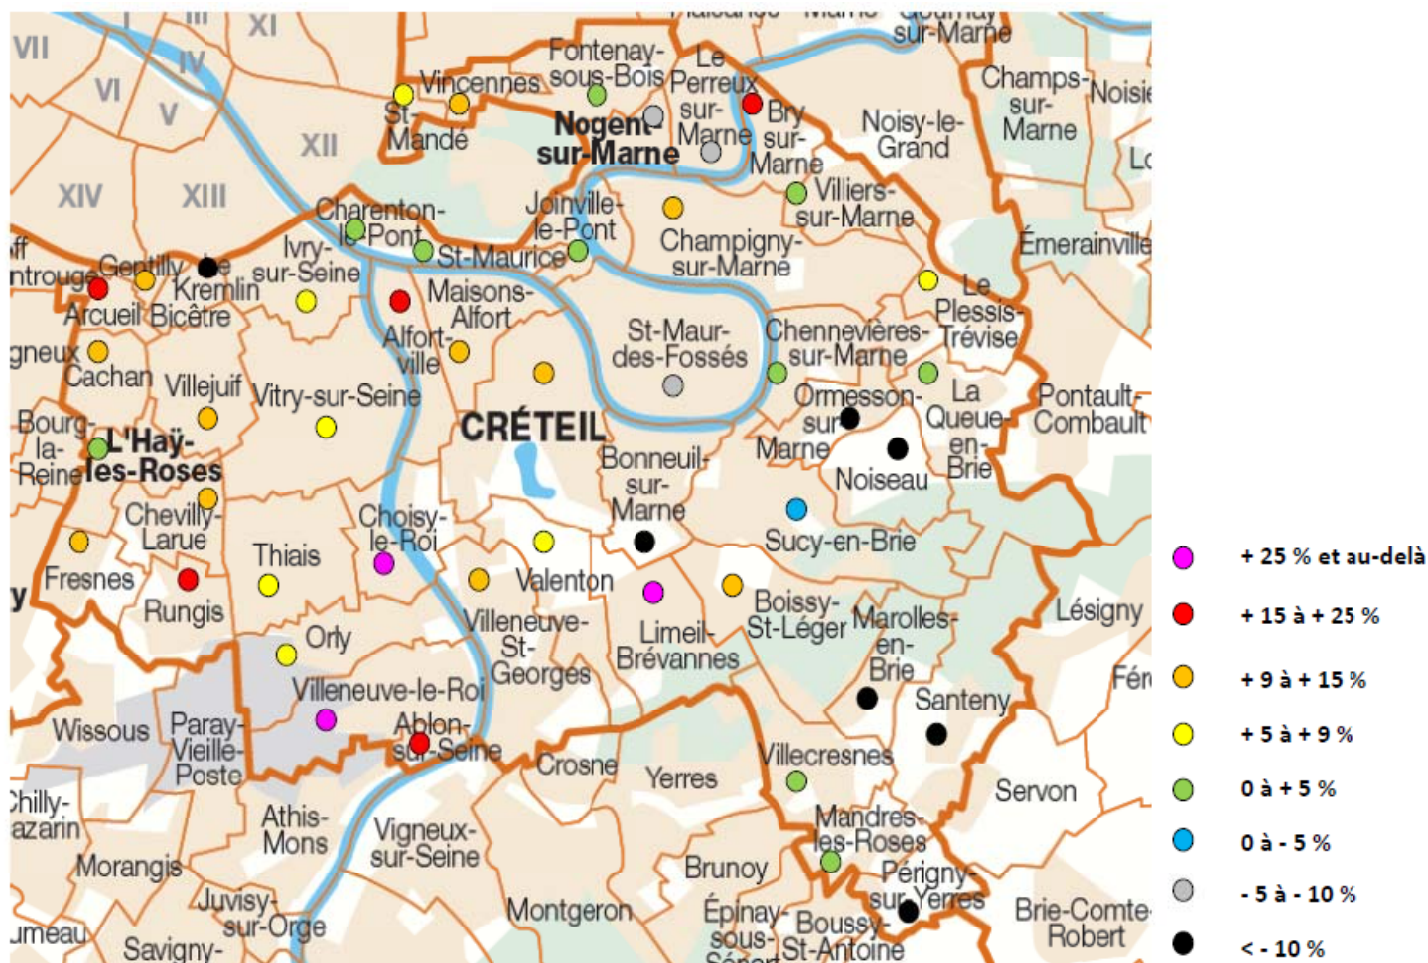 XI
III
I
VII
IV
VI
V
XII
XIV
XIII
sur-Marne
Fontenay-
sous-Bois
Le
Perreux
sur-
Marne
Vincennes
St-
Mandé
Nogent-
sur-Marne
Bry
sur-
Marne
Noisy-le-
Grand
Champs-
sur-
Marne
Villiers-
sur-Marne
Charenton-
le-Pont
Joinville-
le-Pont
St-Maurice
Champigny-
sur-Marne
Émerainville
Gentilly
Kremlin
Bicêtre
Arcueil
Ivry-
sur-Seine
Maisons-
Alfort
Alfort-
ville
St-Maur-
des-Fossés
Chennevières-
sur-Marne
Le
Plessis-
Trévise
Cachan
Villejuif
Vitry-sur-Seine
CRÉTEIL
Ormesson-
sur
Marne
La
Queue-
en-
Brie
Pontault-
Combault
Bourg-
la-
Reine
L'Haÿ-
les-Roses
Bonneuil-
sur-
Marne
Noiseau
Chevilly-
Larue
Choisy-
le-Roi
Thiais
Sucy-en-Brie
Fresnes
Rungis
Valenton
Villeneuve-
St-
Georges
Limeil-
Brévannes
Boissy-
St-Léger
Marolles-
en-
Brie
Lésigny
Orly
Villeneuve-le-Roi
Ablon-
sur-Seine
Santeny
Wissous
Paray-
Vieille-
Poste
Crosne
Yerres
Villecresnes
Servon
Athis-
Mons
Vigneux-
sur-Seine
Mandres-
les-Roses
Morangis
Brunoy
Périgny-
sur-Yerres
Juvisy-
sur-Orge
Savigny-
Montgeron
Épinay-
sous-
Boussy-
St-Antoine
Brie-Comte-
Robert
+ 25 % et au-delà
+ 15 à + 25 %
+ 9 à + 15 %
+ 5 à + 9 %
0 à + 5 %
0 à - 5 %
- 5 à - 10 %
< - 10 %